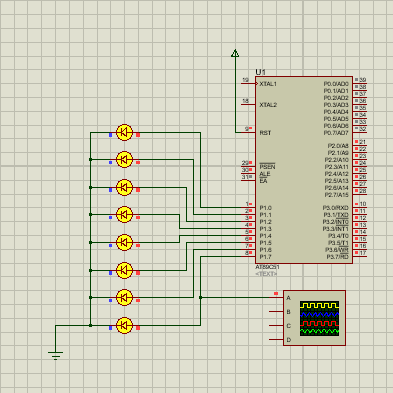 U1
19 XTAL1 P0.0/AD0 39
P0.1/AD1 38
P0.2/AD2 37
18 XTAL2 P0.3/AD3 36
P0.4/AD4 35
P0.5/AD5 34
P0.6/AD6 33
9 RST P0.7/AD7 32
P2.0/A8 21
P2.1/A9 22
P2.2/A10 23
29 PSEN P2.3/A11 24
30 ALE P2.4/A12 25
31 EA P2.5/A13 26
P2.6/A14 27
P2.7/A15 28
1 P1.0 P3.0/RXD 10
2 P1.1 P3.1/TXD 11
3 P1.2 P3.2/INT0 12
4 P1.3 P3.3/INT1 13
5 P1.4 P3.4/T0 14
6 P1.5 P3.5/T1 15
7 P1.6 P3.6/WR 16
8 P1.7 P3.7/RD 17
AT89C51
<TEXT>
A
B
C
D